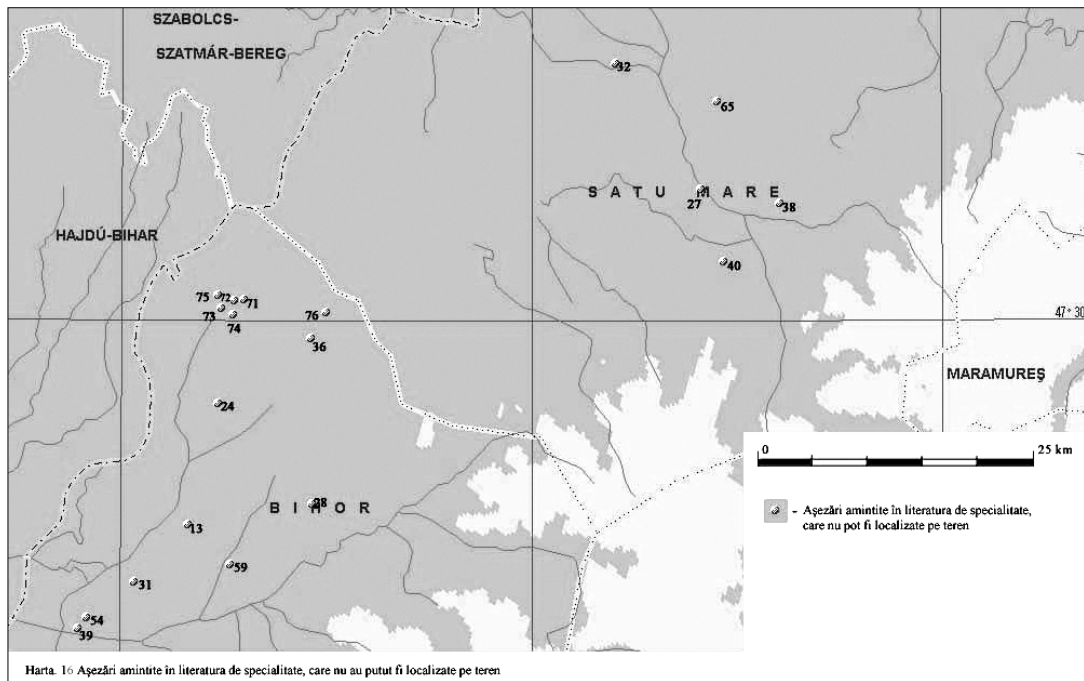 SZABOLCS-
SZATMÁR-BEREG
32
65
SATU MARE
27
38
HAJDÚ-BIHAR
40
75
72
71
73
74
76
47° 30
36
MARAMUREŞ
24
0
25 km
BIHOR
28
- Aşezări amintite în literatura de specialitate,
care nu pot fi localizate pe teren
13
59
31
54
39
Harta. 16 Aşezări amintite în literatura de specialitate, care nu au putut fi localizate pe teren